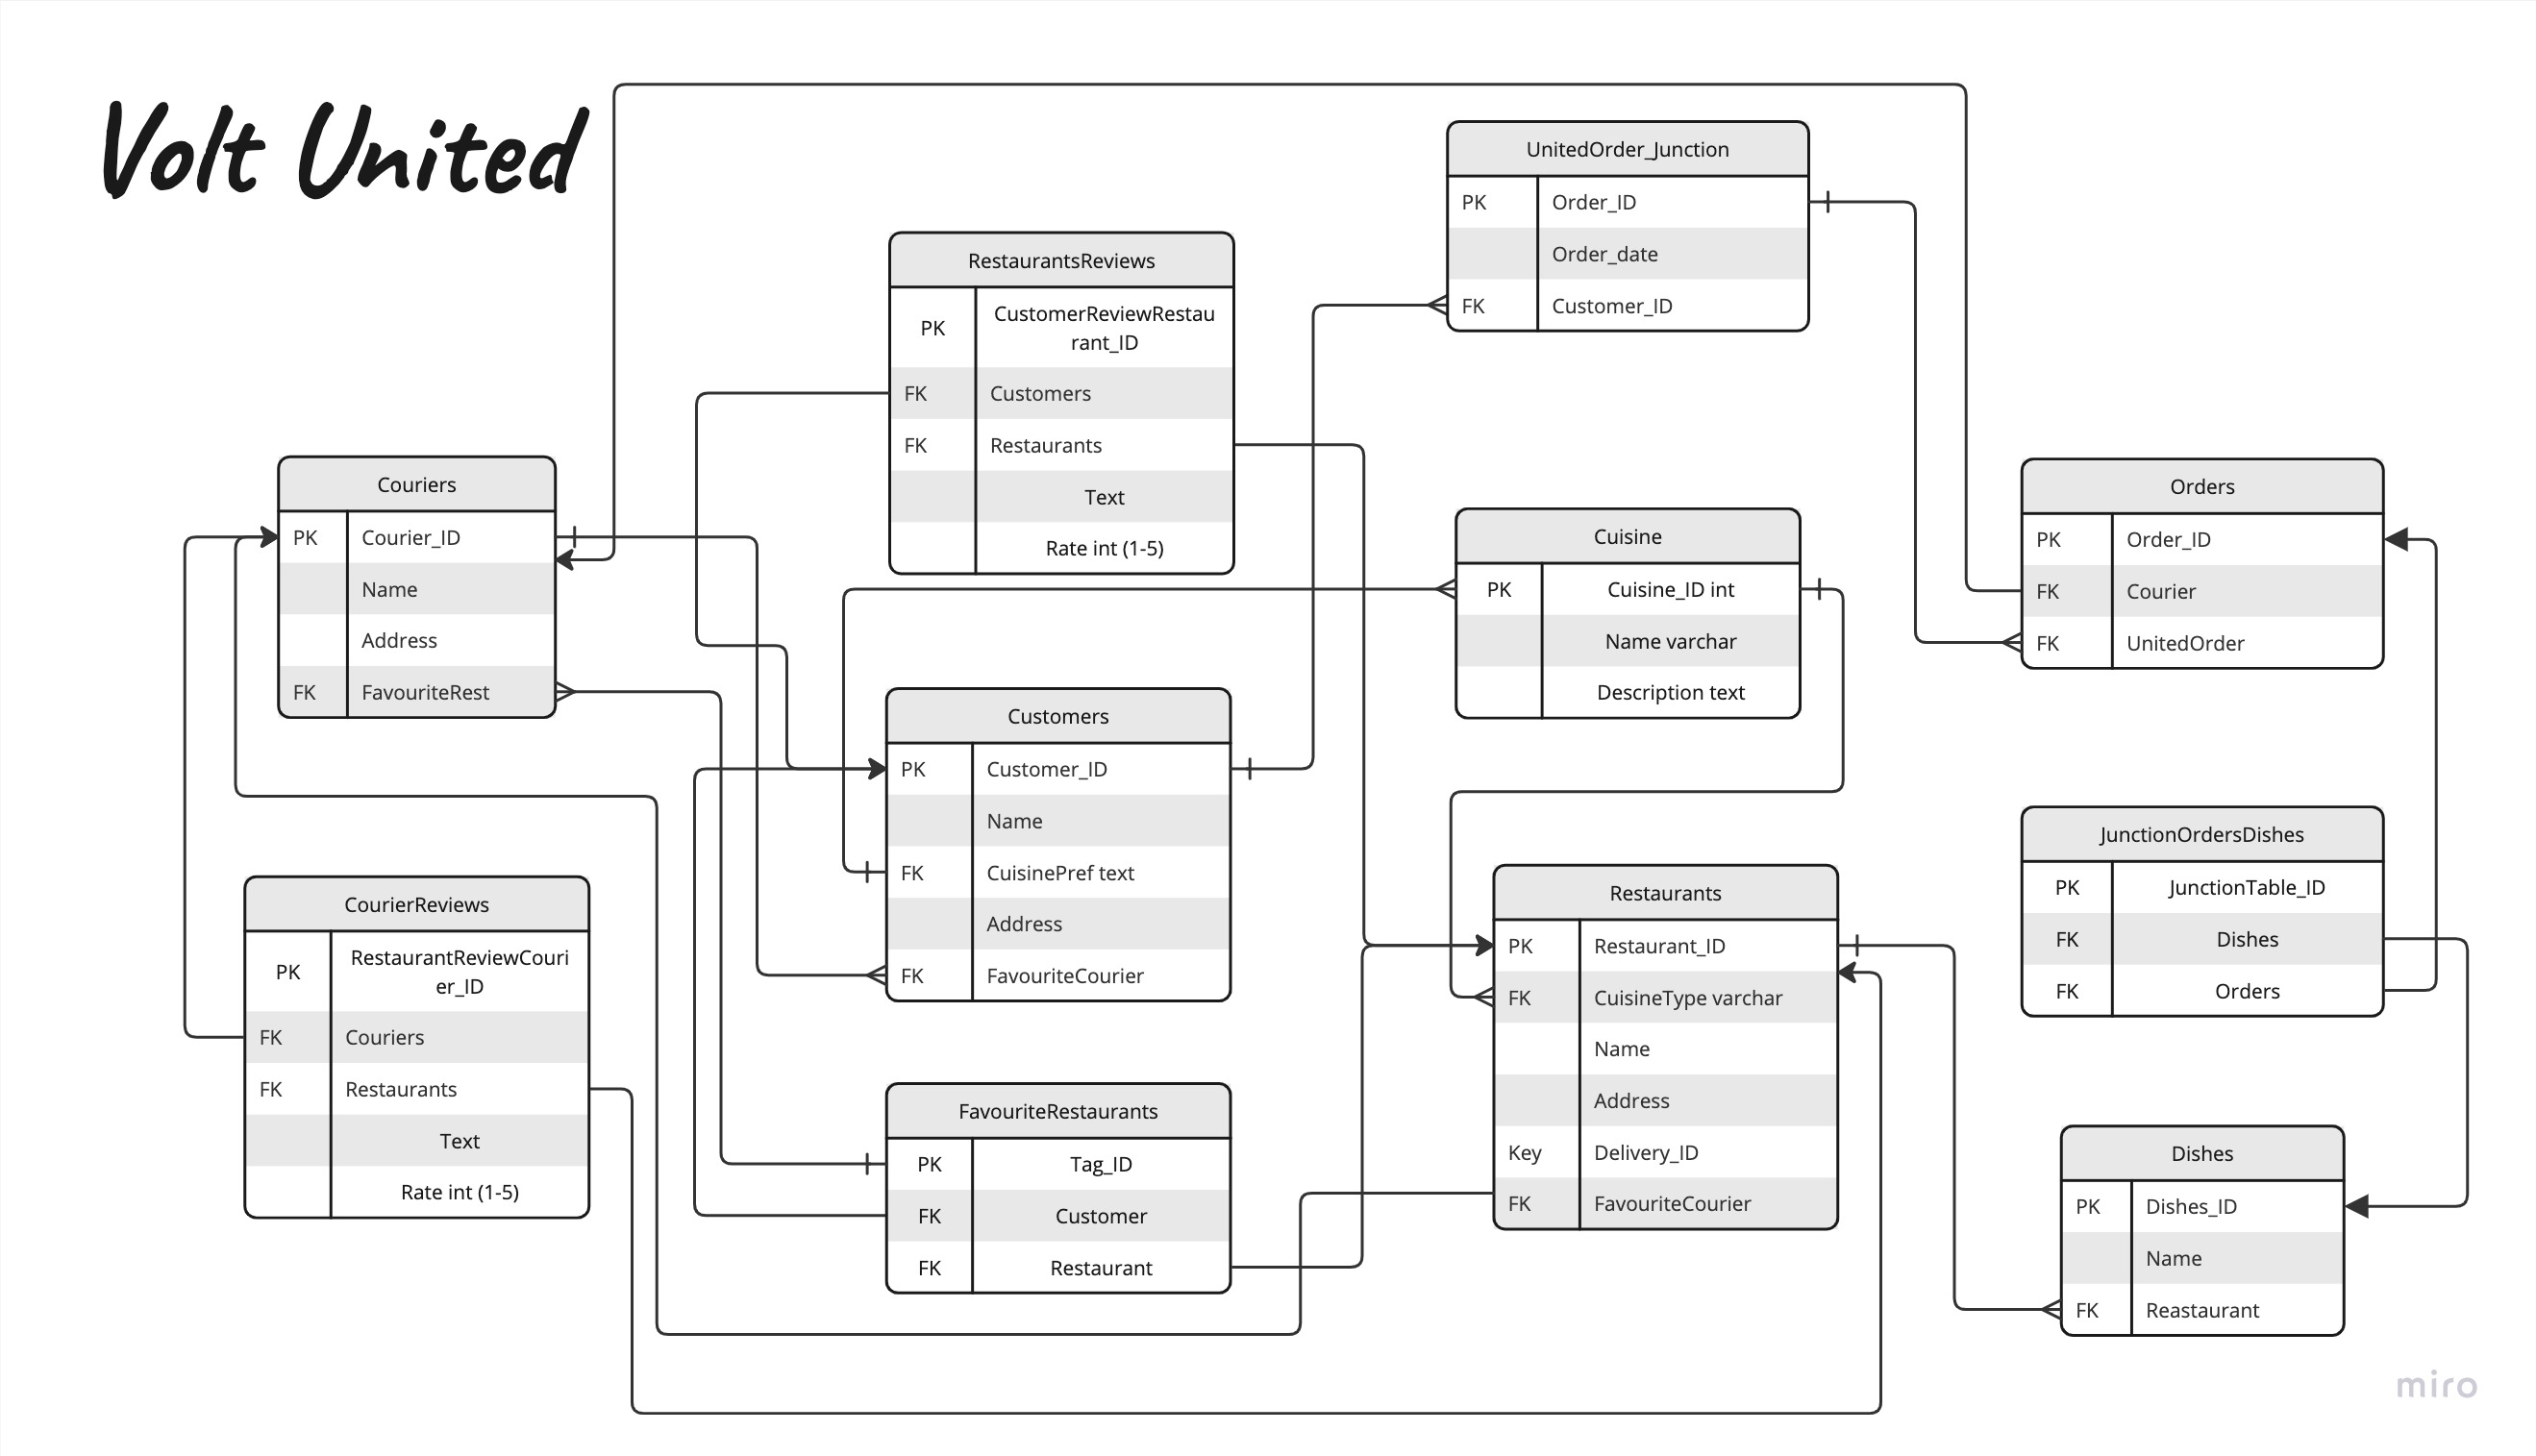 Volt United
UnitedOrder_Junction
PK Order_ID
Order_date
FK Customer_ID
RestaurantsReviews
PK CustomerReviewRestau
rant_ID
FK Customers
FK Restaurants
Text
Rate int (1-5)
Couriers
PK Courier_ID
Name
Address
FK FavouriteRest
Cuisine
PK Cuisine_ID int
Name varchar
Description text
Orders
PK Order_ID
FK Courier
FK UnitedOrder
Customers
PK Customer_ID
Name
FK CuisinePref text
Address
FK FavouriteCourier
JunctionOrdersDishes
PK JunctionTable_ID
FK Dishes
FK Orders
CourierReviews
PK RestaurantReviewCouri
er_ID
FK Couriers
FK Restaurants
Text
Rate int (1-5)
Restaurants
PK Restaurant_ID
FK CuisineType varchar
Name
Address
Key Delivery_ID
FK FavouriteCourier
FavouriteRestaurants
PK Tag_ID
FK Customer
FK Restaurant
Dishes
PK Dishes_ID
Name
FK Reastaurant
miro